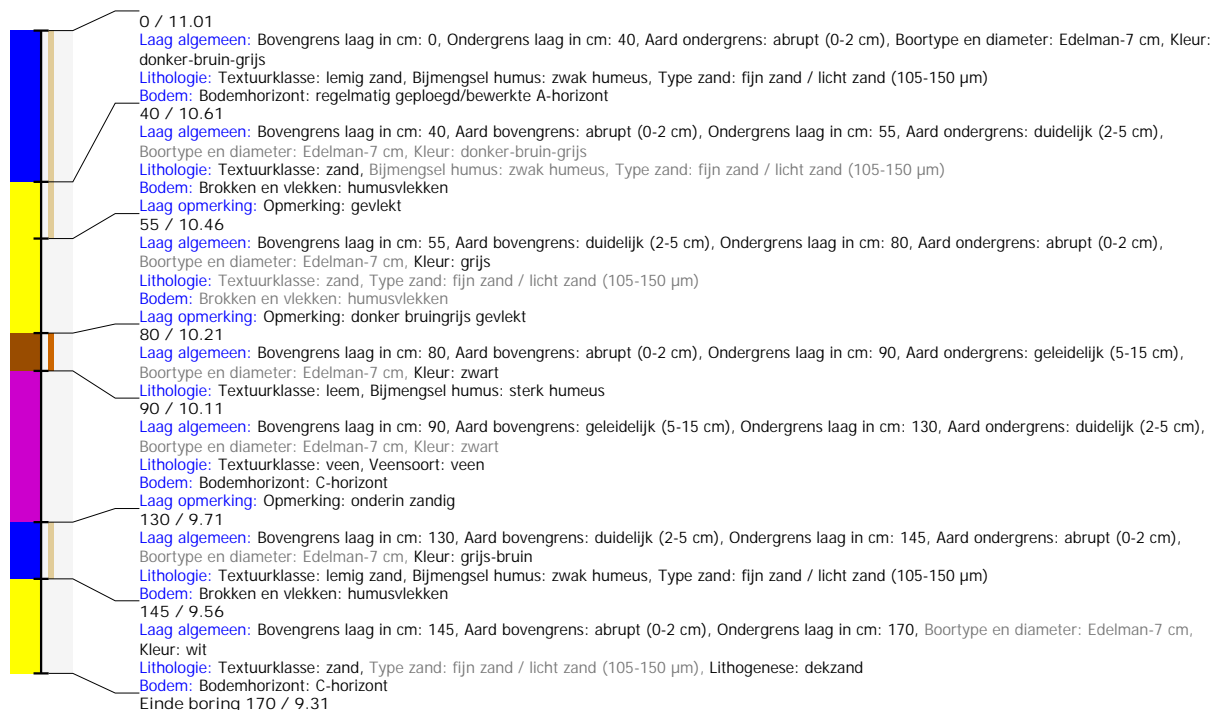 0 / 11.01
Laag algemeen: Bovengrens laag in cm: 0, Ondergrens laag in cm: 40, Aard ondergrens: abrupt (0-2 cm), Boortype en diameter: Edelman-7 cm, Kleur:
donker-bruin-grijs
Lithologie: Textuurklasse: lemig zand, Bijmengsel humus: zwak humeus, Type zand: fijn zand / licht zand (105-150 µm)
Bodem: Bodemhorizont: regelmatig geploegd/bewerkte A-horizont
40 / 10.61
Laag algemeen: Bovengrens laag in cm: 40, Aard bovengrens: abrupt (0-2 cm), Ondergrens laag in cm: 55, Aard ondergrens: duidelijk (2-5 cm),
Boortype en diameter: Edelman-7 cm, Kleur: donker-bruin-grijs
Lithologie: Textuurklasse: zand, Bijmengsel humus: zwak humeus, Type zand: fijn zand / licht zand (105-150 µm)
Bodem: Brokken en vlekken: humusvlekken
Laag opmerking: Opmerking: gevlekt
55 / 10.46
Laag algemeen: Bovengrens laag in cm: 55, Aard bovengrens: duidelijk (2-5 cm), Ondergrens laag in cm: 80, Aard ondergrens: abrupt (0-2 cm),
Boortype en diameter: Edelman-7 cm, Kleur: grijs
Lithologie: Textuurklasse: zand, Type zand: fijn zand / licht zand (105-150 µm)
Bodem: Brokken en vlekken: humusvlekken
Laag opmerking: Opmerking: donker bruingrijs gevlekt
80 / 10.21
Laag algemeen: Bovengrens laag in cm: 80, Aard bovengrens: abrupt (0-2 cm), Ondergrens laag in cm: 90, Aard ondergrens: geleidelijk (5-15 cm),
Boortype en diameter: Edelman-7 cm, Kleur: zwart
Lithologie: Textuurklasse: leem, Bijmengsel humus: sterk humeus
90 / 10.11
Laag algemeen: Bovengrens laag in cm: 90, Aard bovengrens: geleidelijk (5-15 cm), Ondergrens laag in cm: 130, Aard ondergrens: duidelijk (2-5 cm),
Boortype en diameter: Edelman-7 cm, Kleur: zwart
Lithologie: Textuurklasse: veen, Veensoort: veen
Bodem: Bodemhorizont: C-horizont
Laag opmerking: Opmerking: onderin zandig
130 / 9.71
Laag algemeen: Bovengrens laag in cm: 130, Aard bovengrens: duidelijk (2-5 cm), Ondergrens laag in cm: 145, Aard ondergrens: abrupt (0-2 cm),
Boortype en diameter: Edelman-7 cm, Kleur: grijs-bruin
Lithologie: Textuurklasse: lemig zand, Bijmengsel humus: zwak humeus, Type zand: fijn zand / licht zand (105-150 µm)
Bodem: Brokken en vlekken: humusvlekken
145 / 9.56
Laag algemeen: Bovengrens laag in cm: 145, Aard bovengrens: abrupt (0-2 cm), Ondergrens laag in cm: 170, Boortype en diameter: Edelman-7 cm,
Kleur: wit
Lithologie: Textuurklasse: zand, Type zand: fijn zand / licht zand (105-150 µm), Lithogenese: dekzand
Bodem: Bodemhorizont: C-horizont
Einde boring 170 / 9.31